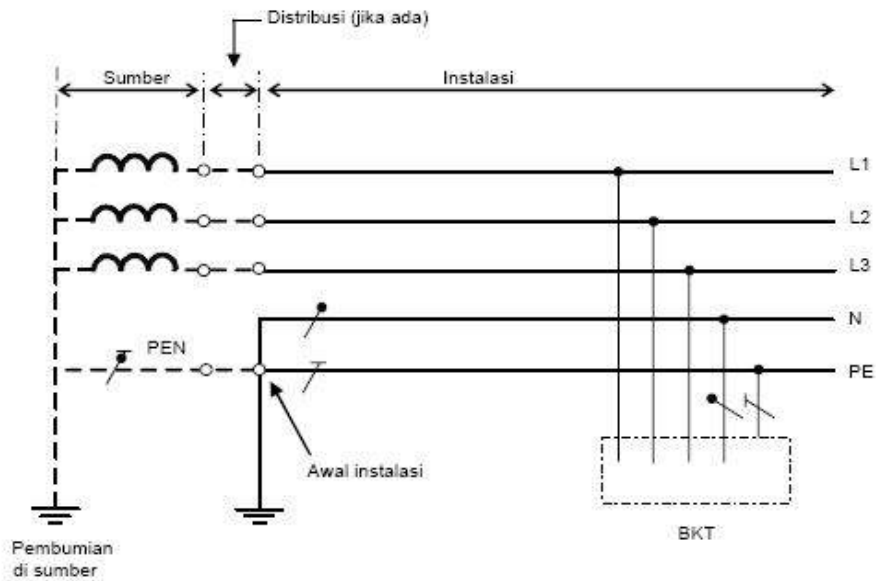 Distribusi (jika ada)
Sumber
Instalasi
L1
L2
L3
N
PEN
PE
Awal instalasi
BKT
Pembumian
di sumber